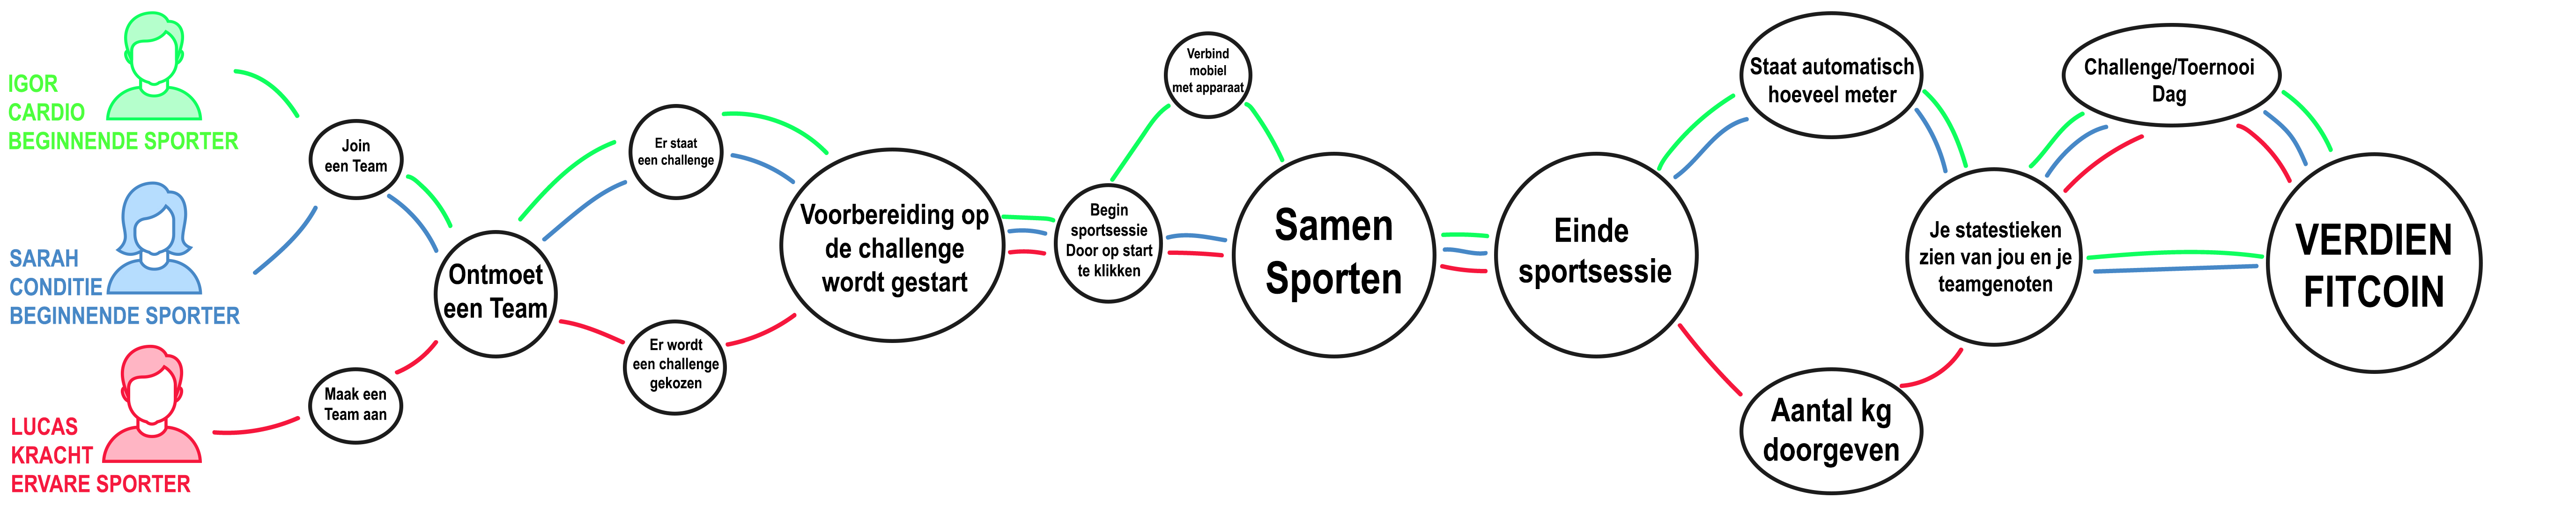 IGOR
CARDIO
BEGINNENDE SPORTER
SARAH
CONDITIE
BEGINNENDE SPORTER
LUCAS
KRACHT
ERVARE SPORTER
Join
een Team
Maak een
Team aan
Ontmoet
een Team
Er staat
een challenge
Er wordt
een challenge
gekozen
Voorbereiding op
de challenge
wordt gestart
Begin
sportsessie
Door op start
te klikken
Verbind
mobiel
met apparaat
Samen
Sporten
Einde
sportsessie
Staat automatisch
hoeveel meter
Aantal kg
doorgeven
Je statestieken
zien van jou en je
teamgenoten
Challenge/Toernooi
Dag
VERDIEN
FITCOIN